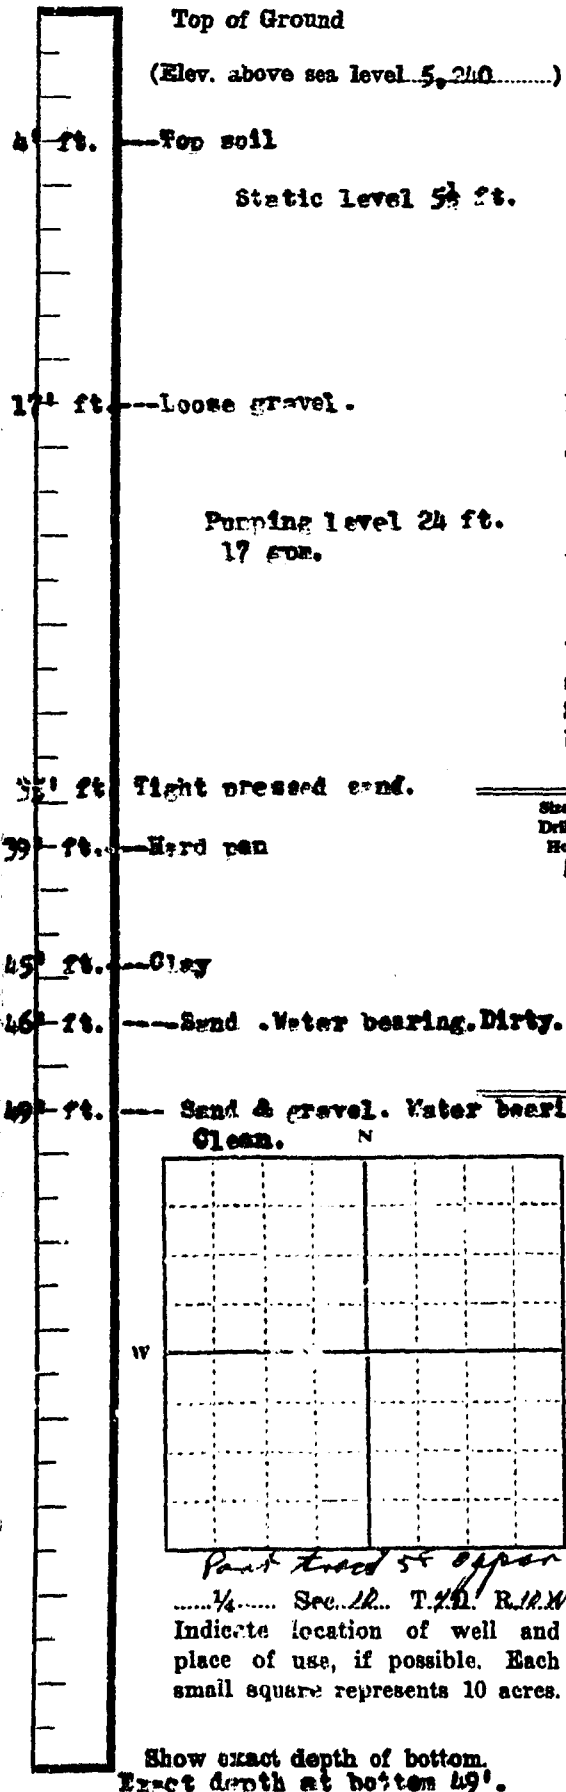 Top of Ground
(Elev. above sea level 5,240)
4' ft. Top soil
Static level 5½ ft.
17' ft. Loose gravel.
Pumping level 24 ft.
17 gpm.
ft Tight pressed sand.
39' ft. Hard pan
45' ft. Clay
46' ft. Sand. Water bearing. Dirty.
49' ft. Sand & gravel. Water beari
Clean.
N
W
¼ Sec. T. R.
Indicate location of well and
place of use, if possible. Each
small square represents 10 acres.
Show exact depth of bottom.
Exact depth at bottom 49'.